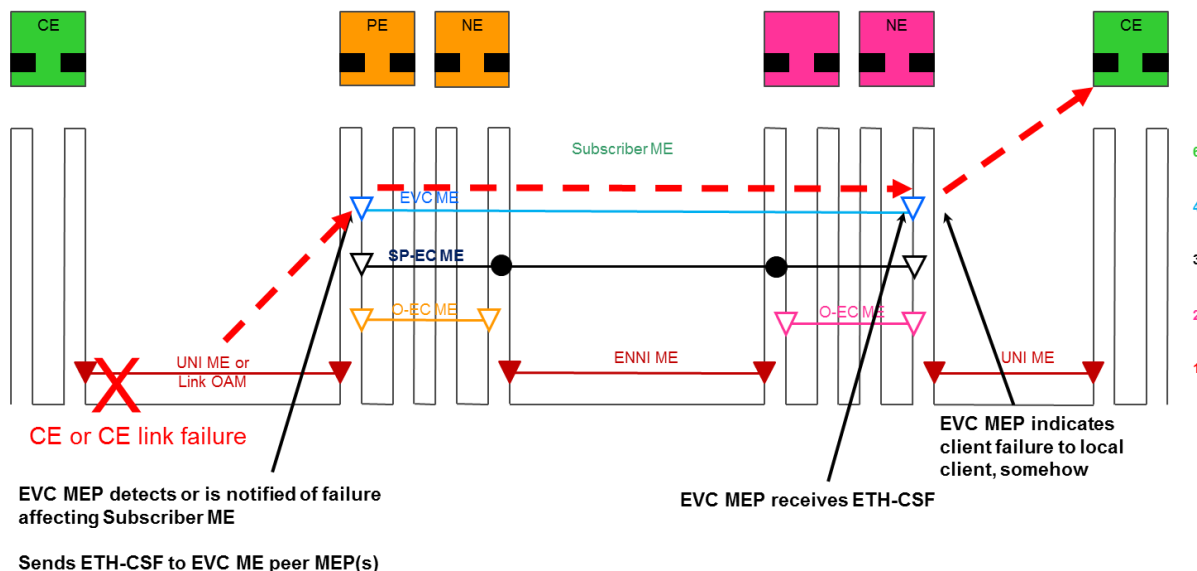 CE
PE
NE
NE
CE
Subscriber ME
6
EVC ME
4
SP-EC ME
3
O-EC ME
O-EC ME
2
UNI ME or
Link OAM
ENNI ME
UNI ME
1
CE or CE link failure
EVC MEP detects or is notified of failure
affecting Subscriber ME
Sends ETH-CSF to EVC ME peer MEP(s)
EVC MEP receives ETH-CSF
EVC MEP indicates
client failure to local
client, somehow